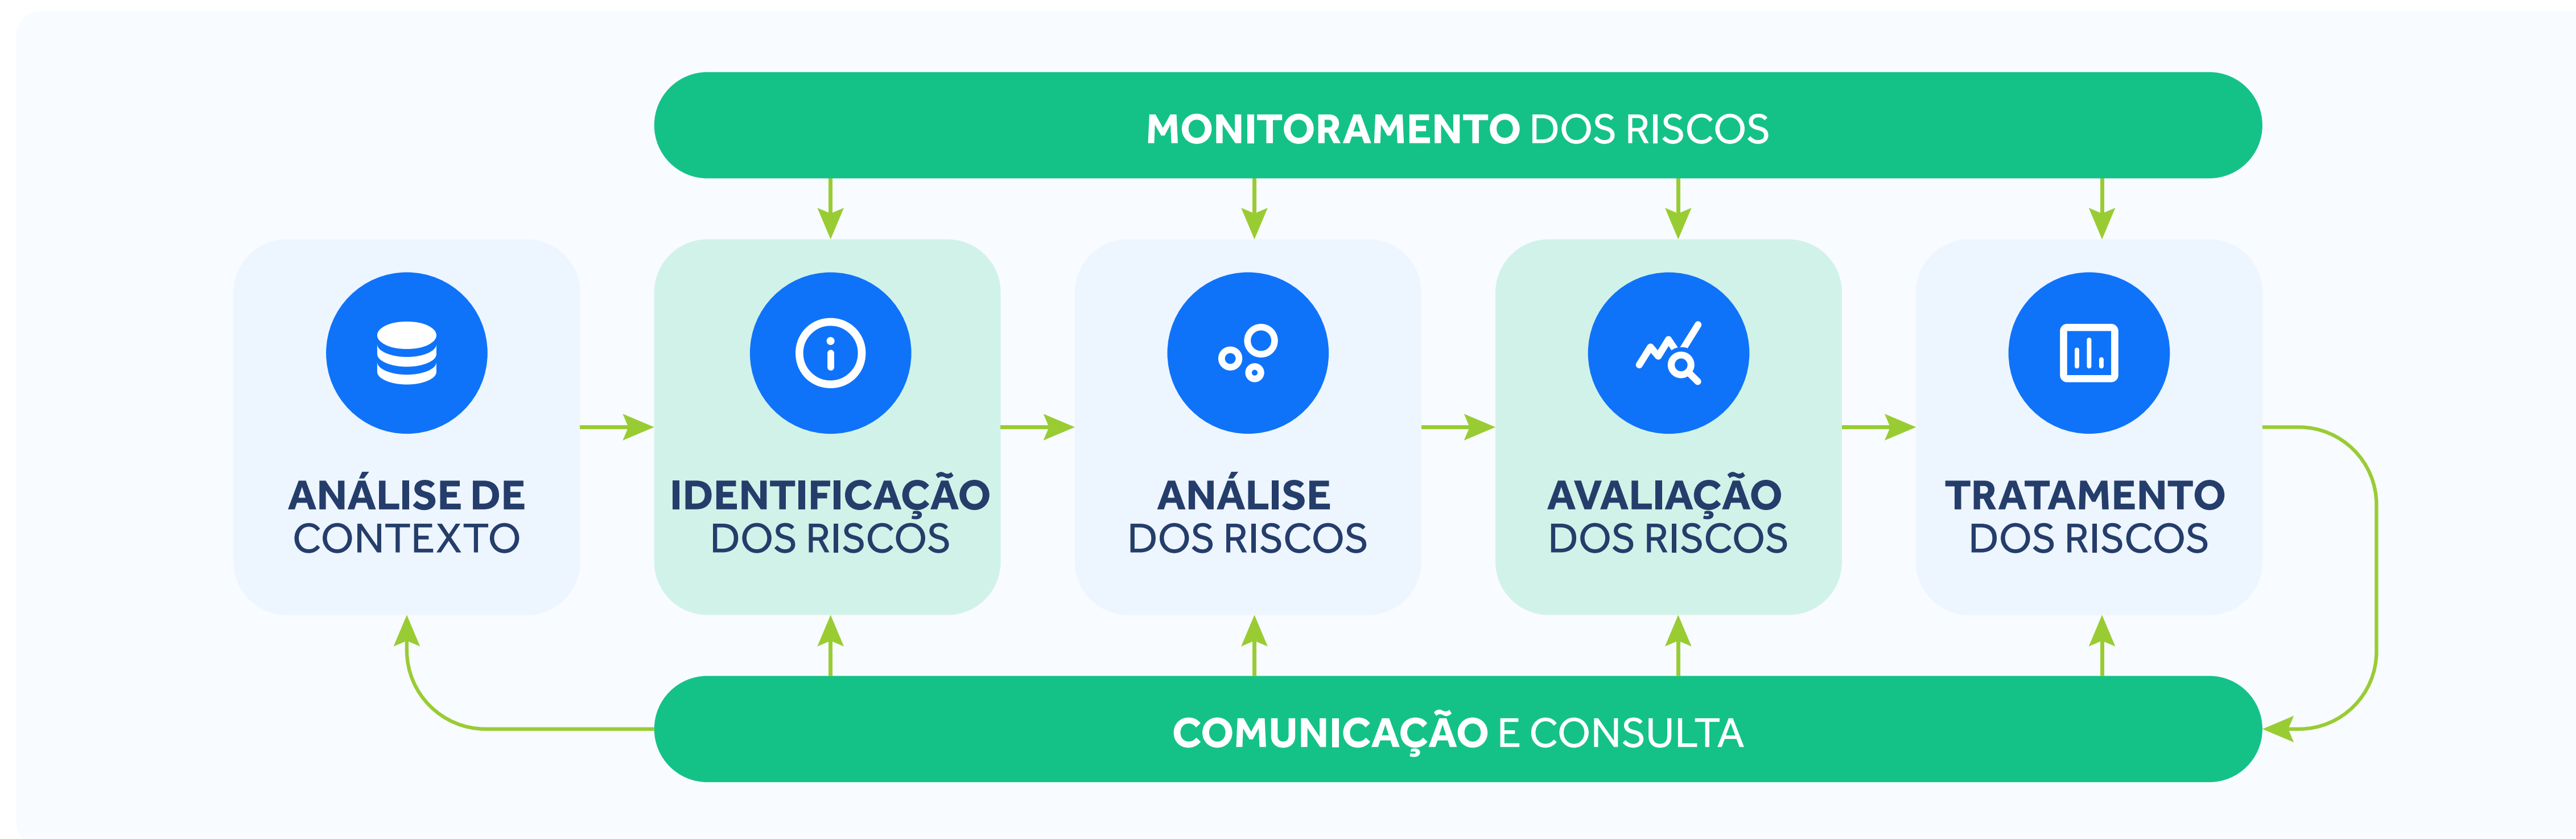 MONITORAMENTO DOS RISCOS
ANÁLISE DE
CONTEXTO
IDENTIFICAÇÃO
DOS RISCOS
ANÁLISE
DOS RISCOS
AVALIAÇÃO
DOS RISCOS
TRATAMENTO
DOS RISCOS
COMUNICAÇÃO E CONSULTA